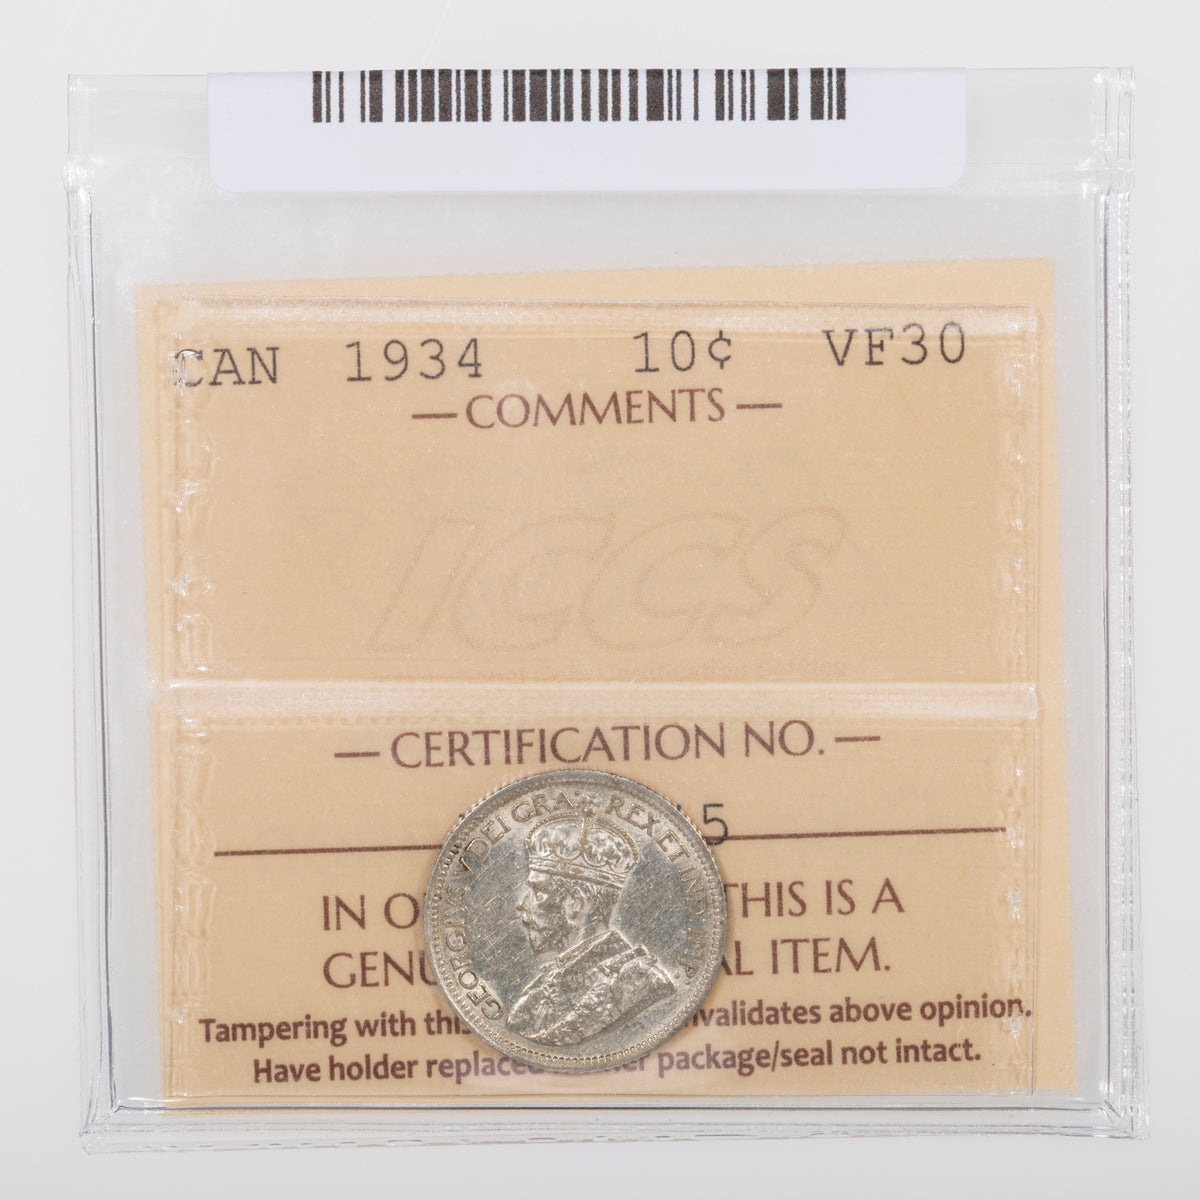 CAN 1934 10¢ VF30
— COMMENTS —
ICCS
— CERTIFICATION NO. —
5
IN O THIS IS A
GENU AL ITEM.
Tampering with this nvalidates above opinion.
Have holder replaced package/seal not intact.
GEORGIVS V DEI GRA: REX ET IND:IMP: